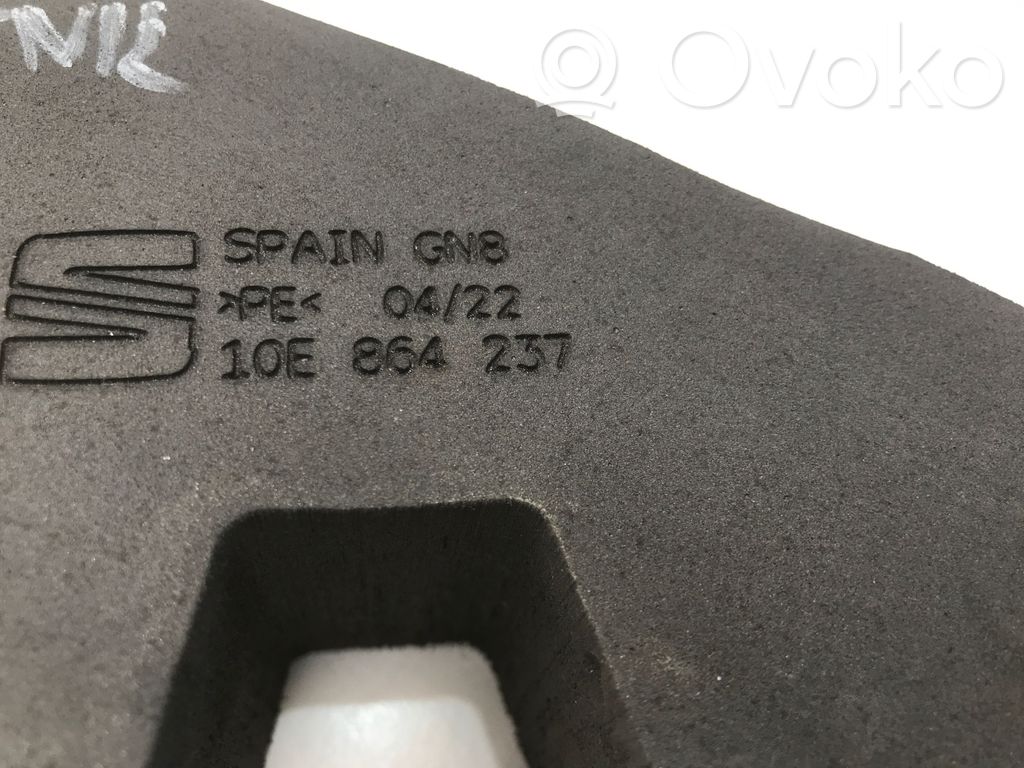 Ovoko
SPAIN GN8
>PE< 04/22
10E 864 237